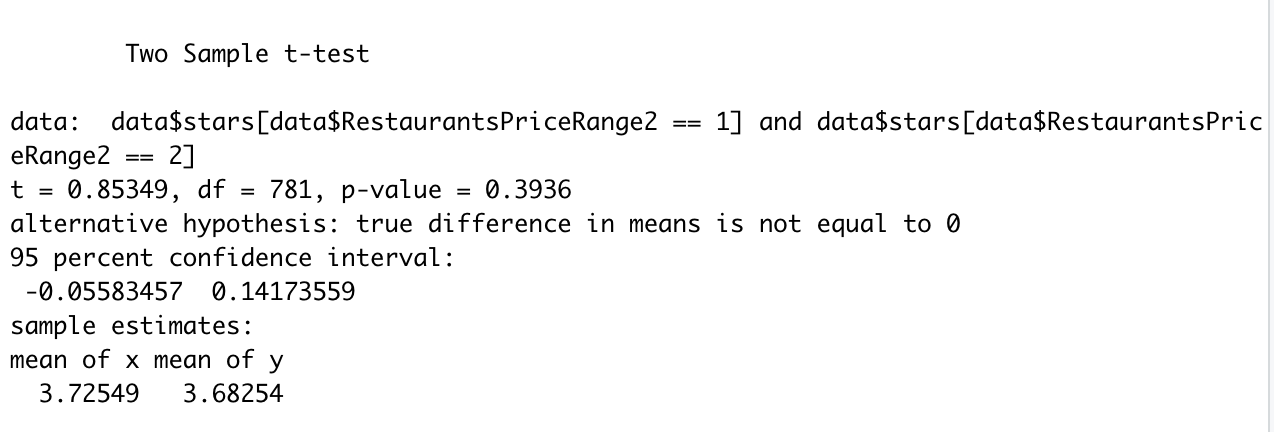 Two Sample t-test
data:  data$stars[data$RestaurantsPriceRange2 == 1] and data$stars[data$RestaurantsPric
eRange2 == 2]
t = 0.85349, df = 781, p-value = 0.3936
alternative hypothesis: true difference in means is not equal to 0
95 percent confidence interval:
 -0.05583457  0.14173559
sample estimates:
mean of x mean of y
  3.72549   3.68254